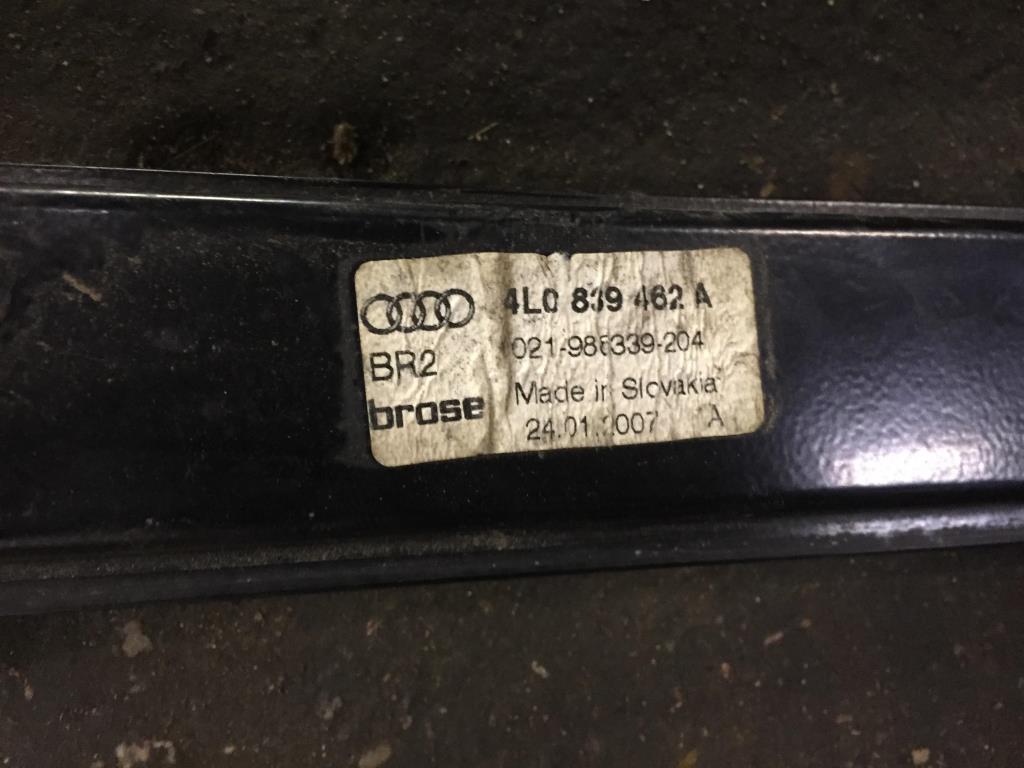 4L0 839 462 A
BR2
021-986339-204
brose
Made in Slovakia
24.01.2007 A